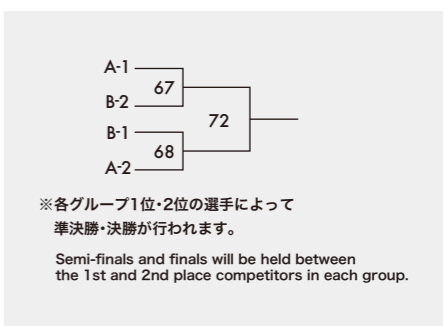 A-1
67
B-2
72
B-1
68
A-2
※各グループ1位・2位の選手によって
準決勝・決勝が行われます。
Semi-finals and finals will be held between
the 1st and 2nd place competitors in each group.